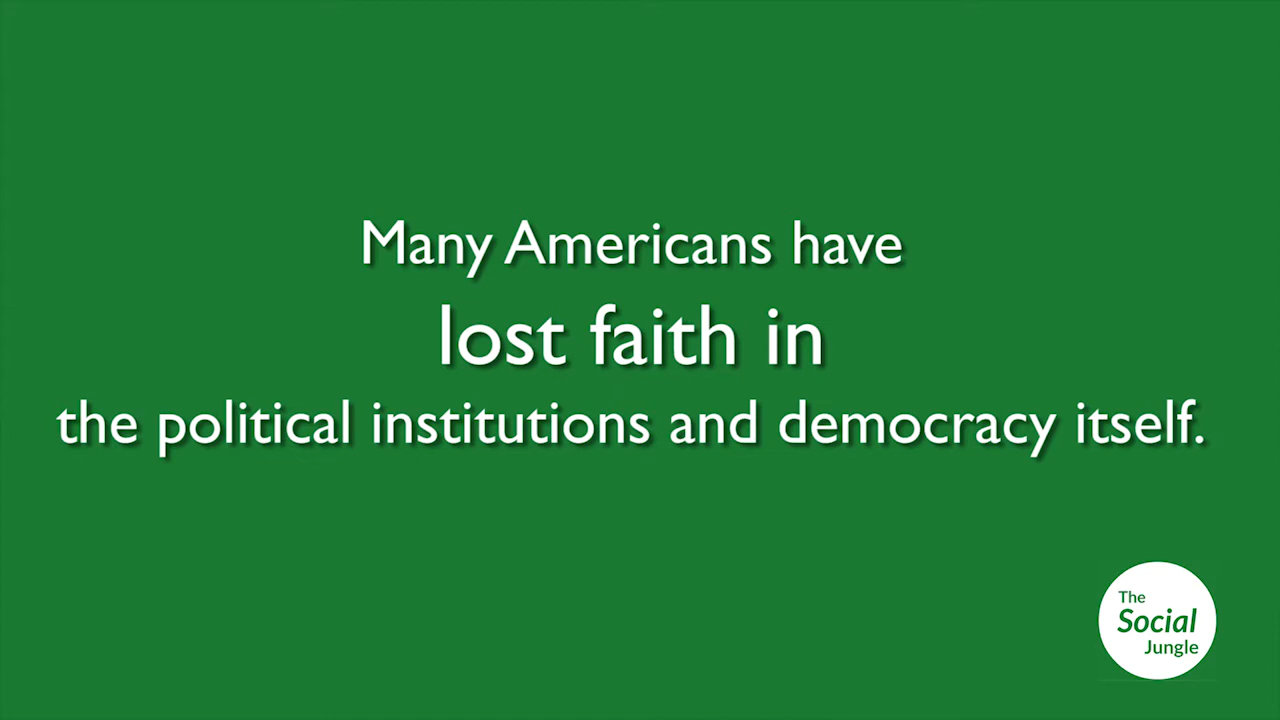 Many Americans have
lost faith in
the political institutions and democracy itself.
The
Social
Jungle